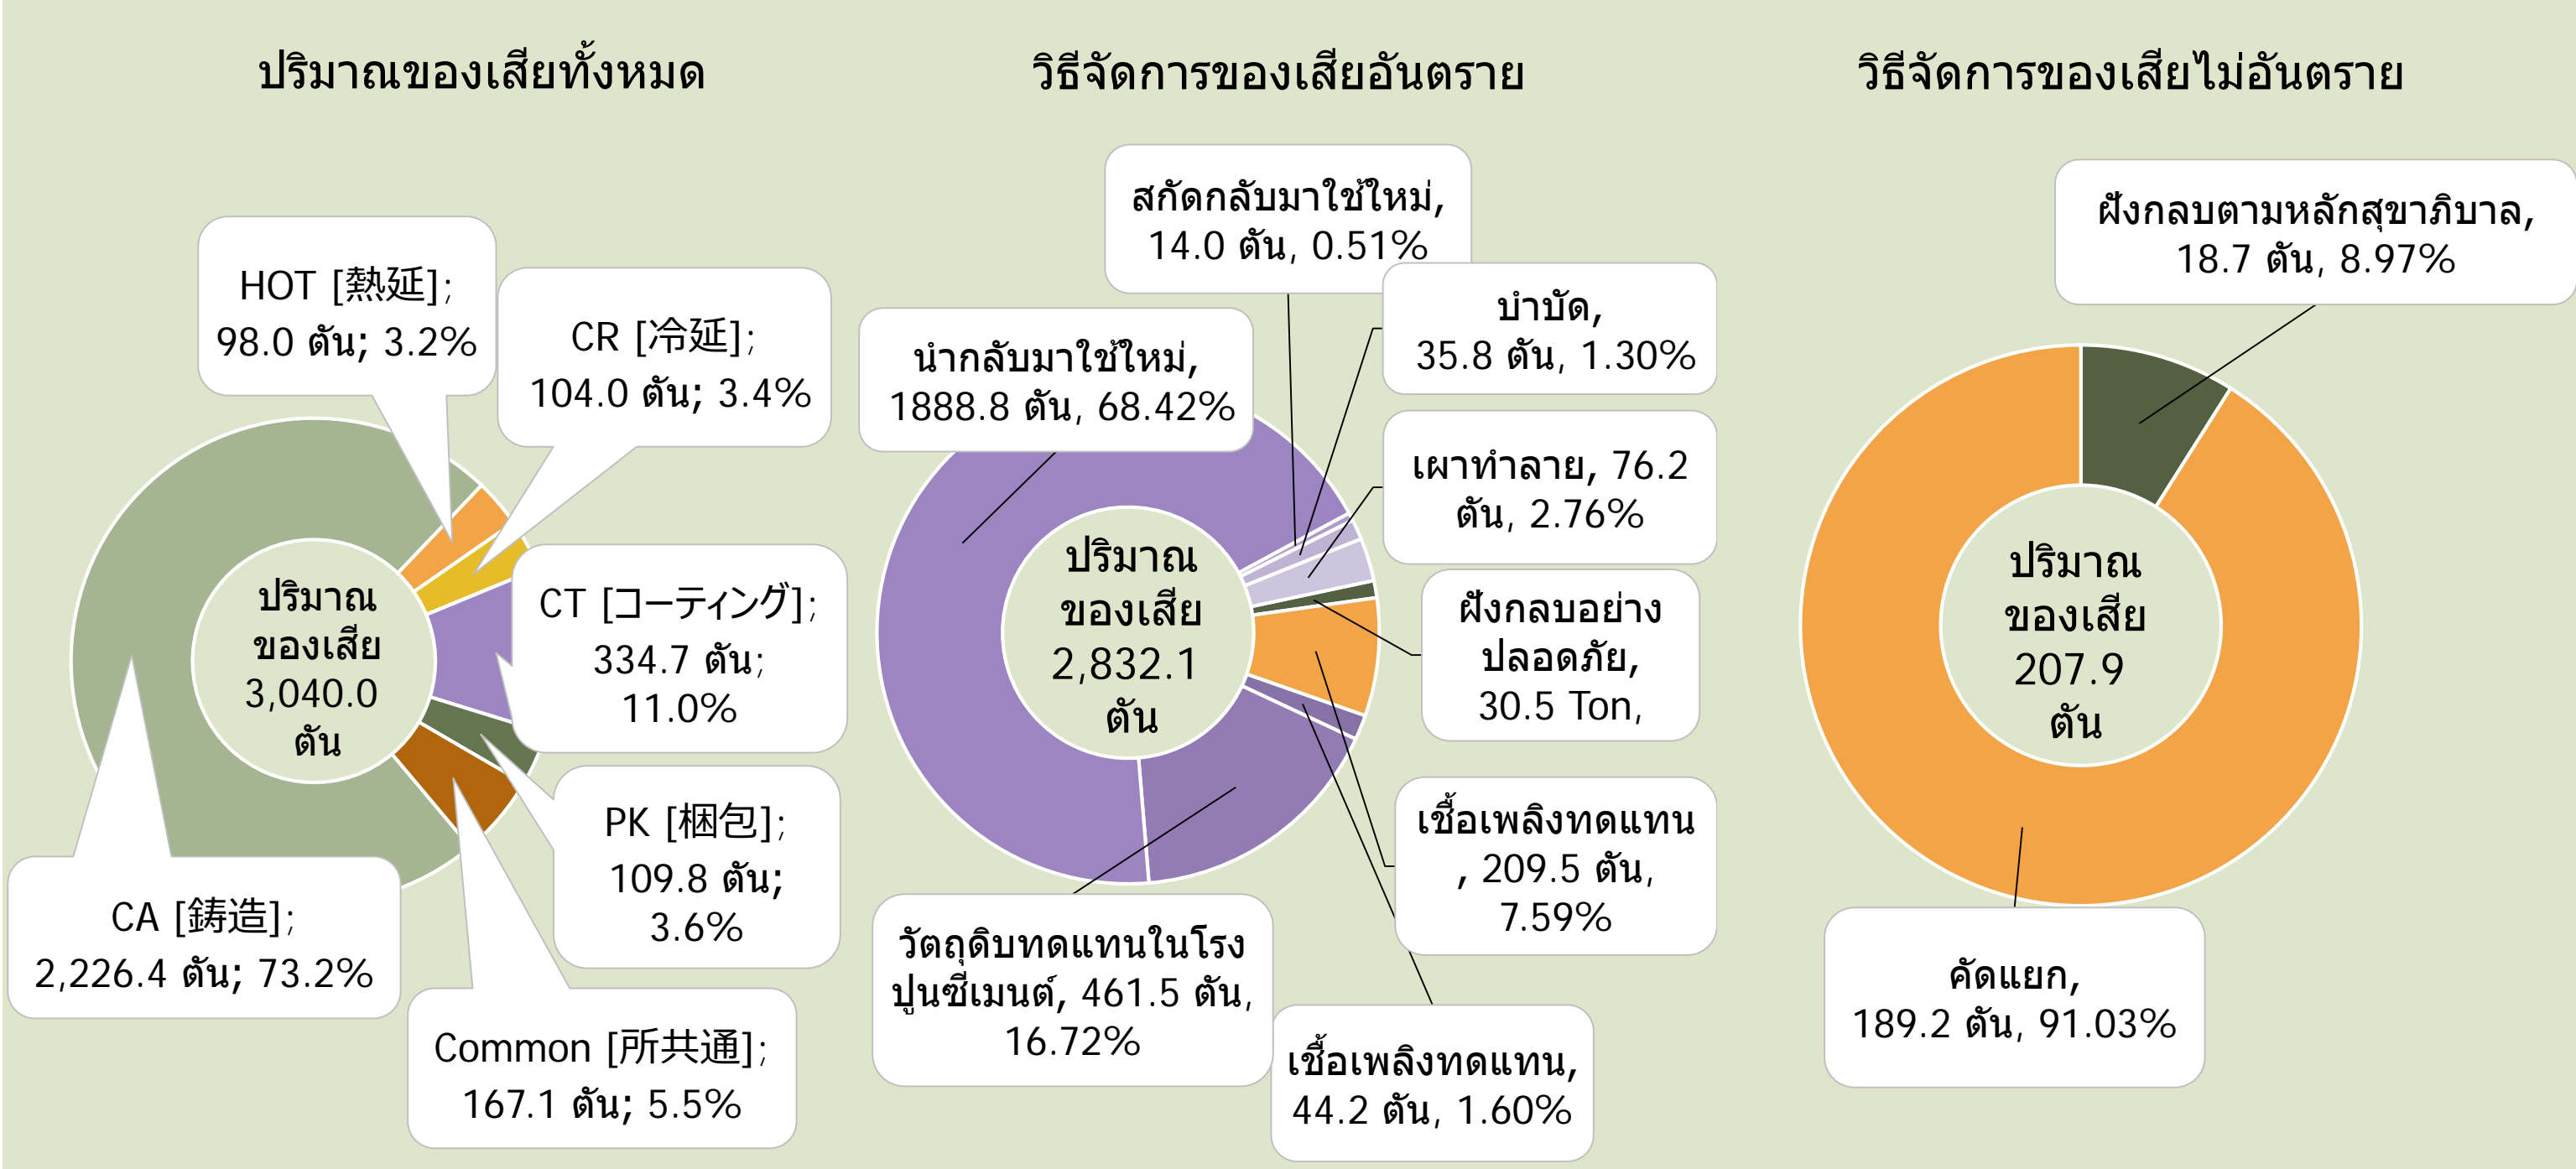 ปริมาณของเสียทั้งหมด
HOT [熱延];
98.0 ตัน; 3.2%
CR [冷延];
104.0 ตัน; 3.4%
CT [コーティング];
334.7 ตัน;
11.0%
PK [梱包];
109.8 ตัน;
3.6%
Common [所共通];
167.1 ตัน; 5.5%
CA [鋳造];
2,226.4 ตัน; 73.2%
ปริมาณ
ของเสีย
3,040.0
ตัน
วิธีจัดการของเสียอันตราย
สกัดกลับมาใช้ใหม่,
14.0 ตัน, 0.51%
บำบัด,
35.8 ตัน, 1.30%
เผาทำลาย, 76.2
ตัน, 2.76%
ฝังกลบอย่าง
ปลอดภัย,
30.5 Ton,
เชื้อเพลิงทดแทน
, 209.5 ตัน,
7.59%
เชื้อเพลิงทดแทน,
44.2 ตัน, 1.60%
วัตถุดิบทดแทนในโรง
ปูนซีเมนต์, 461.5 ตัน,
16.72%
นำกลับมาใช้ใหม่,
1888.8 ตัน, 68.42%
ปริมาณ
ของเสีย
2,832.1
ตัน
วิธีจัดการของเสียไม่อันตราย
ฝังกลบตามหลักสุขาภิบาล,
18.7 ตัน, 8.97%
ปริมาณ
ของเสีย
207.9
ตัน
คัดแยก,
189.2 ตัน, 91.03%